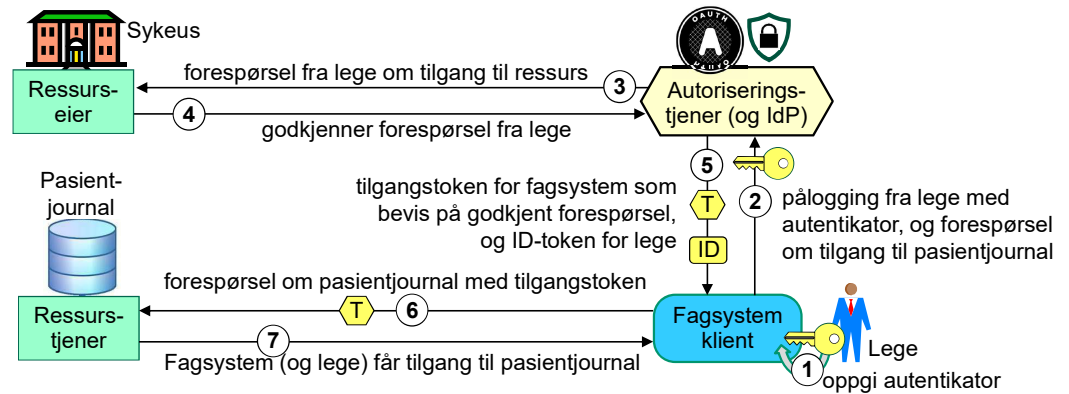 Sykeus
OAUTH
A
forespørsel fra lege om tilgang til ressurs
3
Ressurs-
eier
Autoriserings-
tjener (og IdP)
4
godkjenner forespørsel fra lege
5
Pasient-
journal
tilgangstoken for fagsystem som
bevis på godkjent forespørsel,
og ID-token for lege
T
ID
2
pålogging fra lege med
autentikator, og forespørsel
om tilgang til pasientjournal
forespørsel om pasientjournal med tilgangstoken
T
6
Ressurs-
tjener
Fagsystem
klient
7
Fagsystem (og lege) får tilgang til pasientjournal
Lege
1
oppgi autentikator